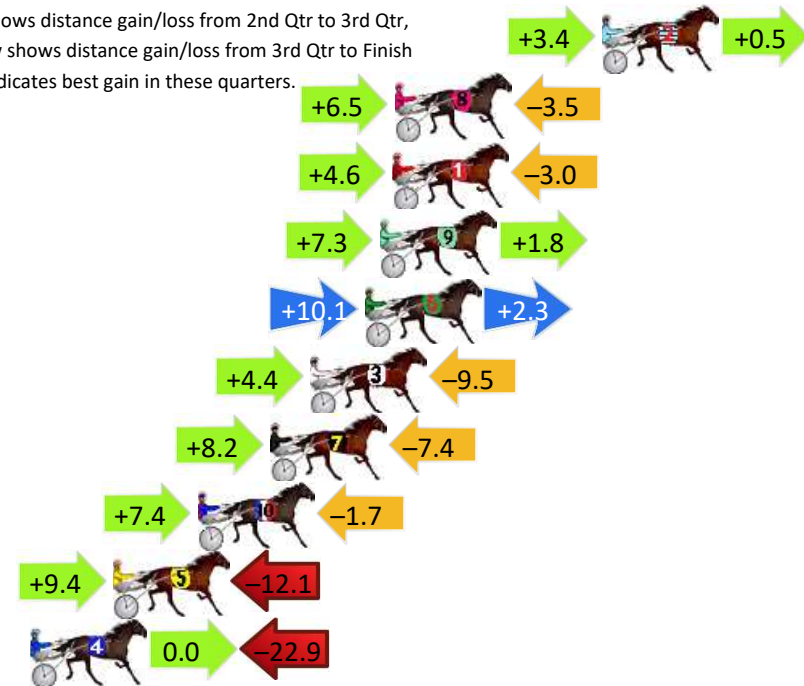 ows distance gain/loss from 2nd Qtr to 3rd Qtr,
shows distance gain/loss from 3rd Qtr to Finish
dicates best gain in these quarters.
+3.4 2 +0.5
+6.5 8 –3.5
+4.6 1 –3.0
+7.3 9 +1.8
+10.1 6 +2.3
+4.4 3 –9.5
+8.2 7 –7.4
+7.4 10 –1.7
+9.4 5 –12.1
4 0.0 –22.9